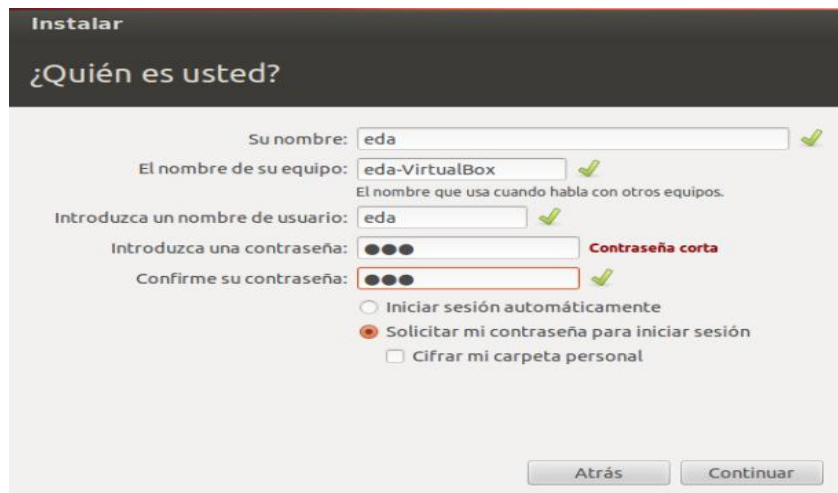 Instalar
¿Quién es usted?
Su nombre: eda
El nombre de su equipo: eda-VirtualBox
El nombre que usa cuando habla con otros equipos.
Introduzca un nombre de usuario: eda
Introduzca una contraseña: ●●● Contraseña corta
Confirme su contraseña: ●●●
Iniciar sesión automáticamente
Solicitar mi contraseña para iniciar sesión
Cifrar mi carpeta personal
Atrás Continuar